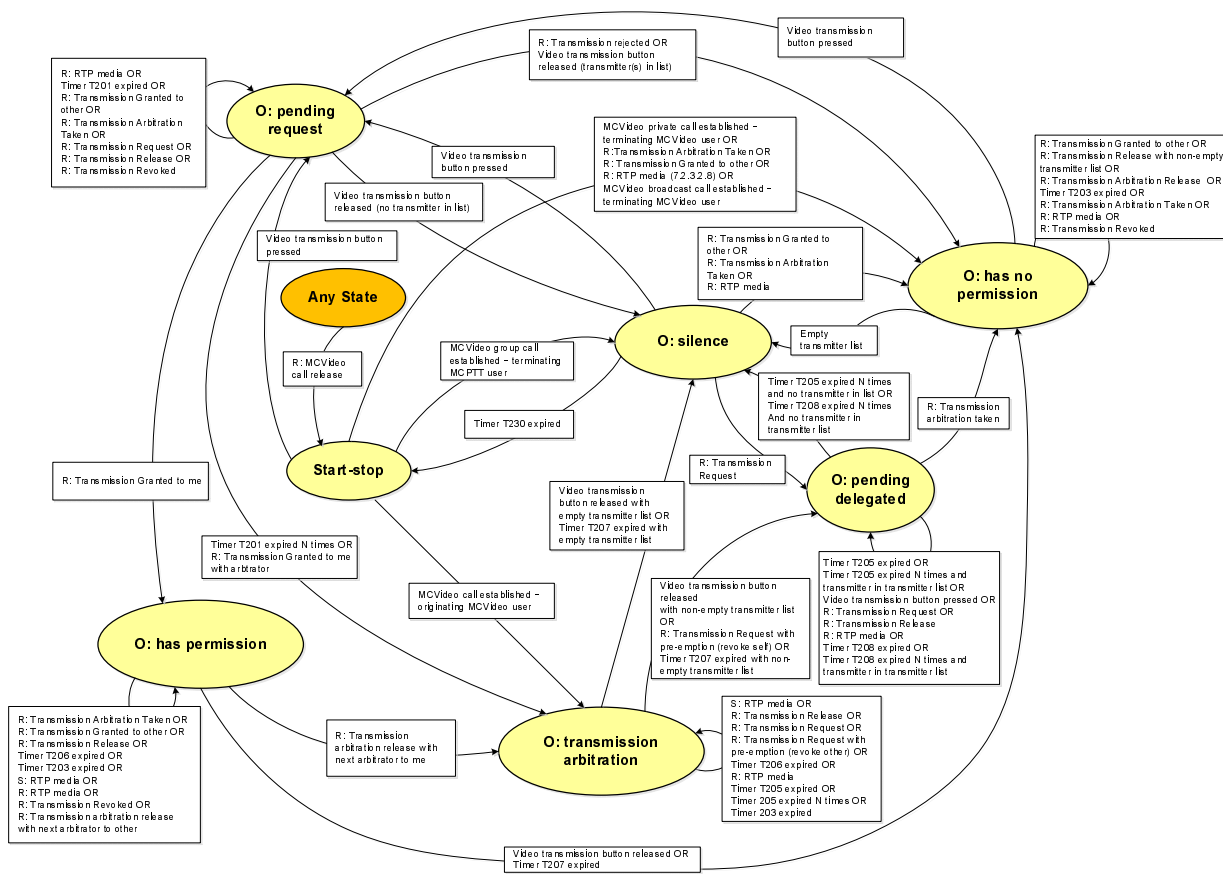 Video transmission
button pressed
R: Transmission rejected OR
Video transmission button
released (transmitter(s) in list)
R: RTP media OR
Timer T201 expired OR
R: Transmission Granted to
other OR
R: Transmission Arbitration
Taken OR
R: Transmission Request OR
R: Transmission Release OR
R: Transmission Revoked
O: pending
request
MCVideo private call established –
terminating MCVideo user OR
R:Transmission Arbitration Taken OR
R: Transmission Granted to other OR
R: RTP media (7.2.3.2.8) OR
MCVideo broadcast call established –
terminating MCVideo user
Video transmission
button pressed
R: Transmission Granted to other OR
R: Transmission Release with non-empty
transmitter list OR
R: Transmission Arbitration Release OR
Timer T203 expired OR
R: Transmission Arbitration Taken OR
R: RTP media OR
R: Transmission Revoked
Video transmission button
released (no transmitter in list)
Video transmission button
pressed
R: Transmission Granted to
other OR
R: Transmission Arbitration
Taken OR
R: RTP media
O: has no
permission
Any State
O: silence
Empty
transmitter list
R: MCVideo
call release
MCVideo group call
established – terminating
MCPTT user
Timer T205 expired N times
and no transmitter in list OR
Timer T208 expired N times
And no transmitter in
transmitter list
R: Transmission
arbitration taken
Timer T230 expired
Start-stop
R: Transmission
Request
O: pending
delegated
R: Transmission Granted to me
Video transmission
button released with
empty transmitter list OR
Timer T207 expired with
empty transmitter list
Timer T201 expired N times OR
R: Transmission Granted to me
with arbtrator
MCVideo call established –
originating MCVideo user
Video transmission button
released
with non-empty transmitter list
OR
R: Transmission Request with
pre-emption (revoke self) OR
Timer T207 expired with non-
empty transmitter list
Timer T205 expired OR
Timer T205 expired N times and
transmitter in transmitter list OR
Video transmission button pressed OR
R: Transmission Request OR
R: Transmission Release
R: RTP media OR
Timer T208 expired OR
Timer T208 expired N times and
transmitter in transmitter list
O: has permission
R: Transmission Arbitration Taken OR
R: Transmission Granted to other OR
R: Transmission Release OR
Timer T206 expired OR
Timer T203 expired OR
S: RTP media OR
R: RTP media OR
R: Transmission Revoked OR
R: Transmission arbitration release
with next arbitrator to other
R: Transmission
arbitration release with
next arbitrator to me
O: transmission
arbitration
S: RTP media OR
R: Transmission Release OR
R: Transmission Request OR
R: Transmission Request with
pre-emption (revoke other) OR
Timer T206 expired OR
R: RTP media
Timer T205 expired OR
Timer 205 expired N times OR
Timer 203 expired
Video transmission button released OR
Timer T207 expired